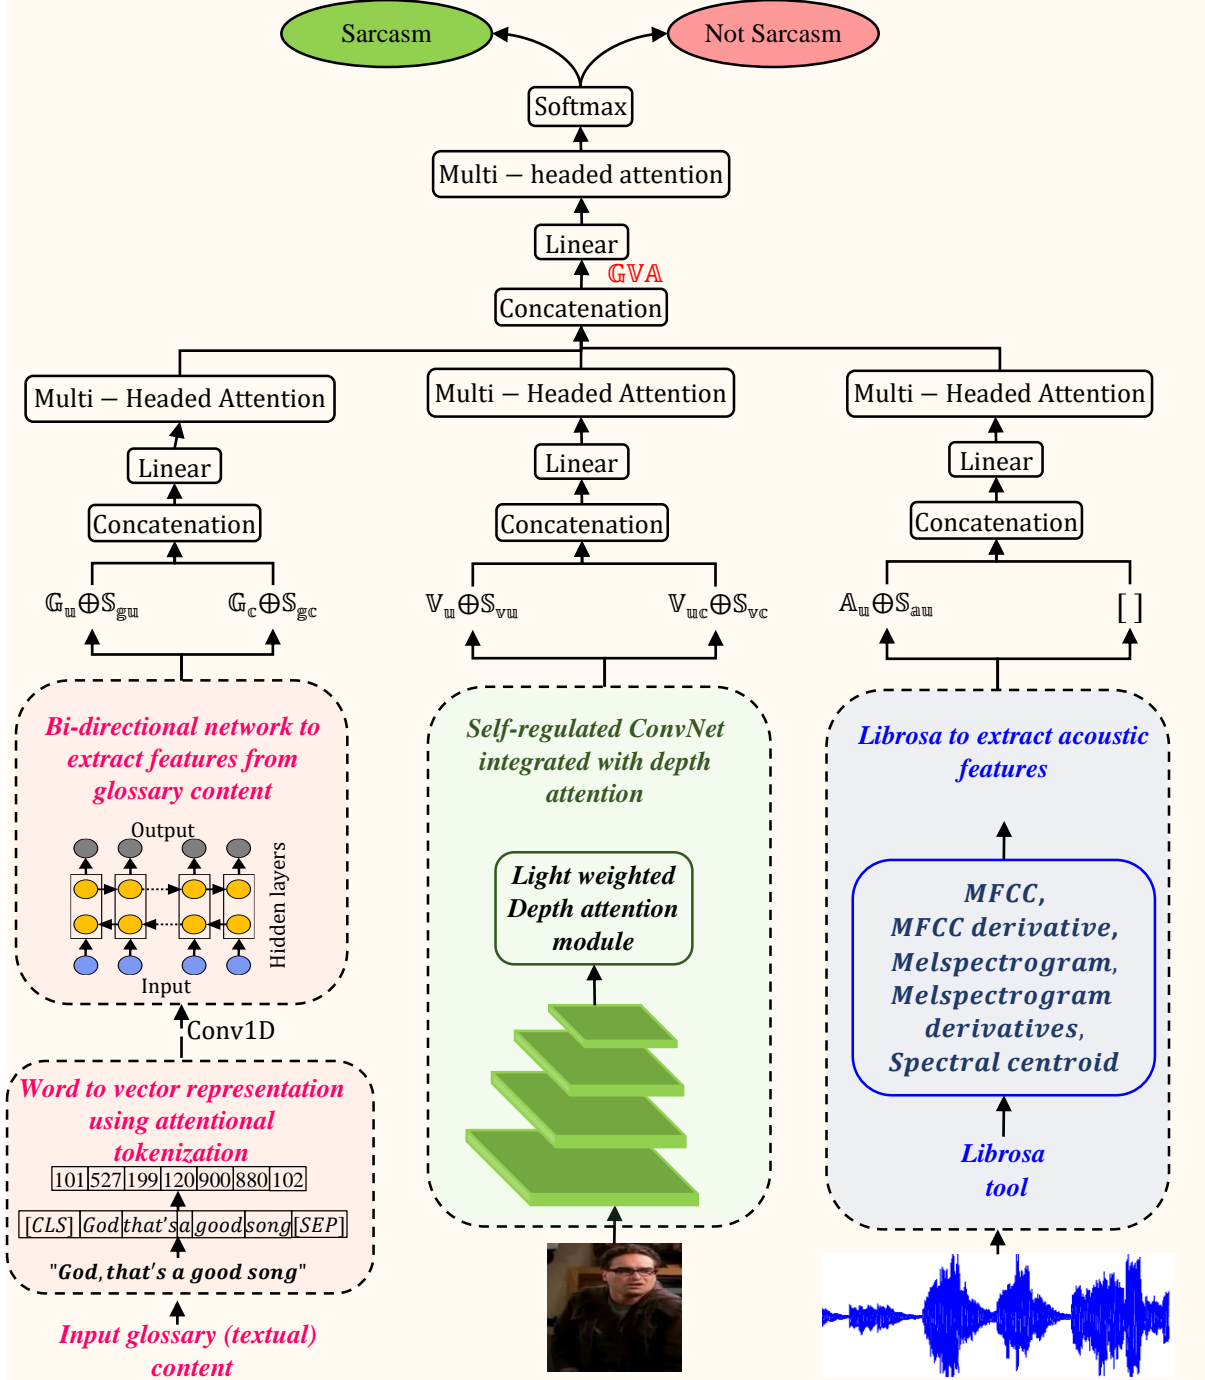 Sarcasm
Not Sarcasm
Softmax
Multi − headed attention
Linear
𝔾𝕍𝔸
Concatenation
Multi − Headed Attention
Multi − Headed Attention
Multi − Headed Attention
Linear
Linear
Linear
Concatenation
Concatenation
Concatenation
𝔾ᵤ⊕𝕊gu
𝔾c⊕𝕊gc
𝕍ᵤ⊕𝕊vu
𝕍uc⊕𝕊vc
𝔸ᵤ⊕𝕊au
[ ]
Bi-directional network to
extract features from
glossary content
Output
Hidden layers
Input
Conv1D
Word to vector representation
using attentional
tokenization
101 527 199 120 900 880 102
[CLS] God that's a good song [SEP]
"God, that's a good song"
Input glossary (textual)
content
Self-regulated ConvNet
integrated with depth
attention
Light weighted
Depth attention
module
Librosa to extract acoustic
features
MFCC,
MFCC derivative,
Melspectrogram,
Melspectrogram
derivatives,
Spectral centroid
Librosa
tool